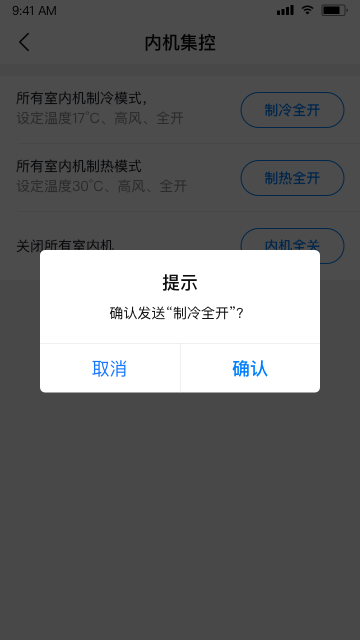 9:41 AM
内机集控
所有室内机制冷模式,
设定温度17°C、高风、全开
制冷全开
所有室内机制热模式
设定温度30°C、高风、全开
制热全开
关闭所有室内机
内机全关
提示
确认发送“制冷全开”?
取消
确认